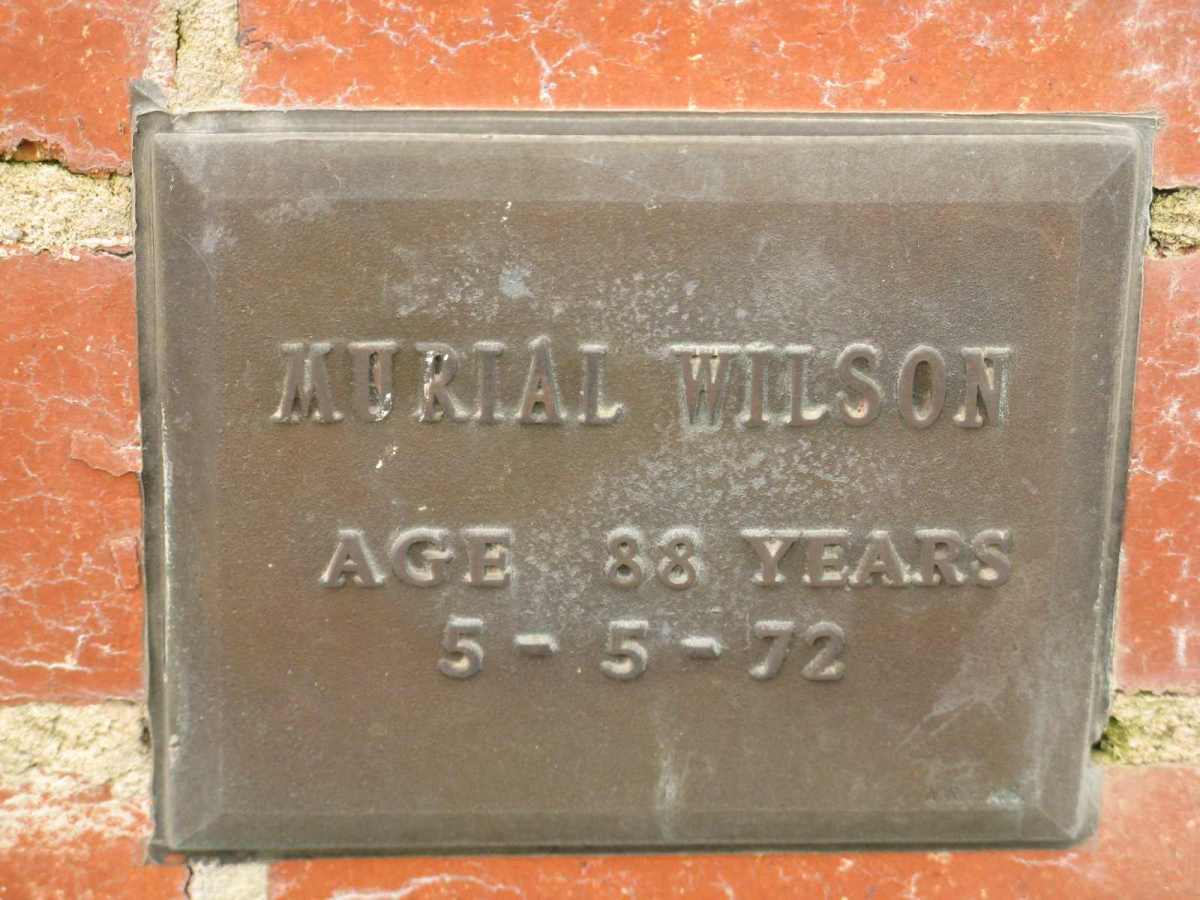 MURIAL WILSON
AGE 88 YEARS
5 - 5 - 72